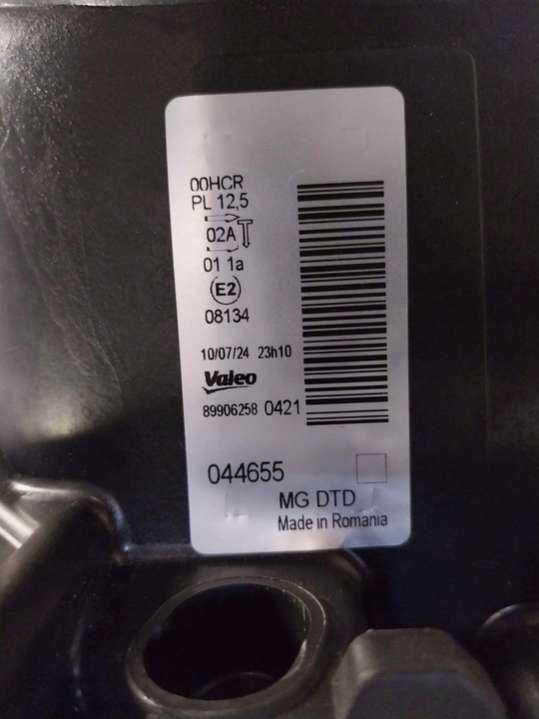 00HCR
PL 12,5
02A
01 1a
E2
08134
10/07/24 23h10
Valeo
89906258 0421
044655
MG DTD
Made in Romania